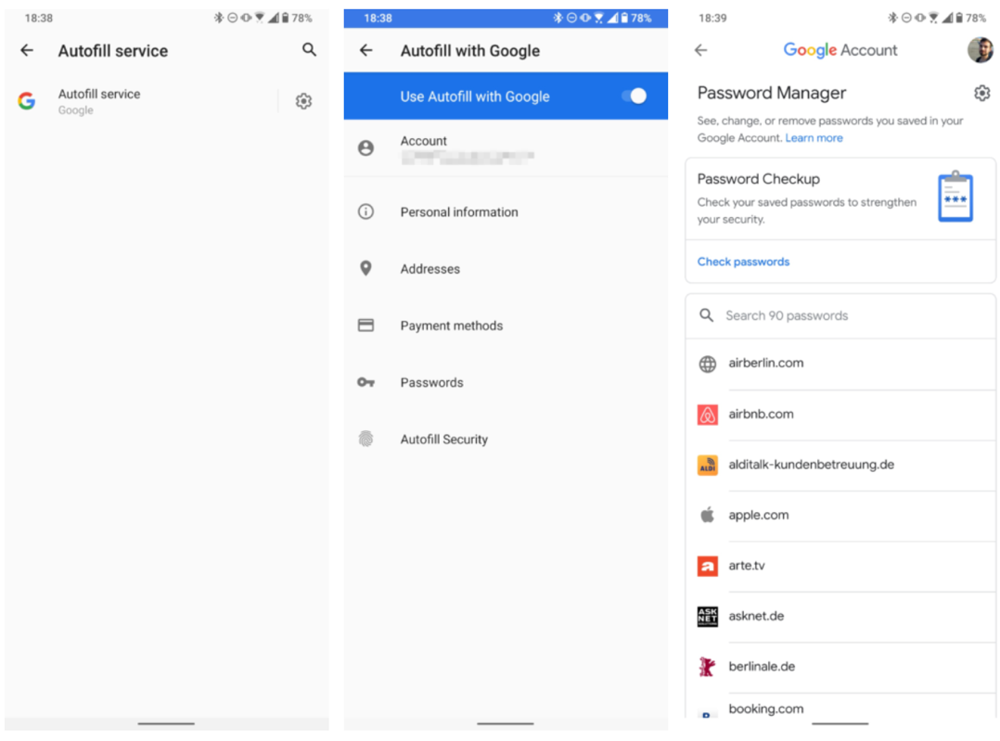 18:38
78%
Autofill service
Autofill service
Google
18:38
78%
Autofill with Google
Use Autofill with Google
Account
Personal information
Addresses
Payment methods
Passwords
Autofill Security
18:39
78%
Google Account
Password Manager
See, change, or remove passwords you saved in your
Google Account. Learn more
Password Checkup
Check your saved passwords to strengthen
your security.
***
Check passwords
Search 90 passwords
airberlin.com
airbnb.com
ALDI
alditalk-kundenbetreuung.de
apple.com
a
arte.tv
ASK
NET
asknet.de
berlinale.de
booking.com